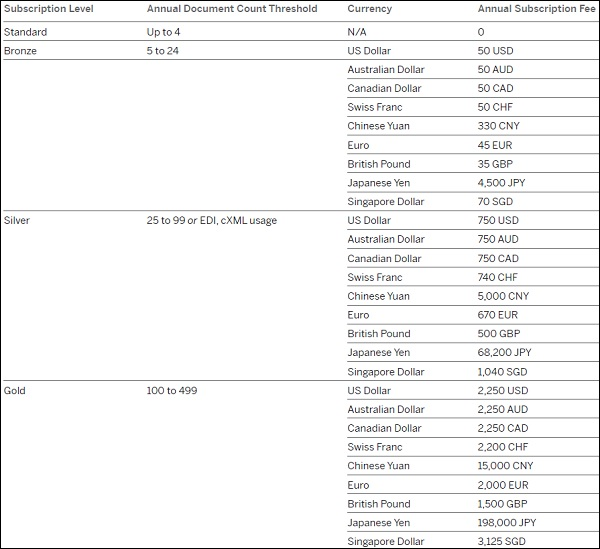 Subscription Level Annual Document Count Threshold Currency Annual Subscription Fee
Standard Up to 4 N/A 0
Bronze 5 to 24 US Dollar 50 USD
Australian Dollar 50 AUD
Canadian Dollar 50 CAD
Swiss Franc 50 CHF
Chinese Yuan 330 CNY
Euro 45 EUR
British Pound 35 GBP
Japanese Yen 4,500 JPY
Singapore Dollar 70 SGD
Silver 25 to 99 or EDI, cXML usage US Dollar 750 USD
Australian Dollar 750 AUD
Canadian Dollar 750 CAD
Swiss Franc 740 CHF
Chinese Yuan 5,000 CNY
Euro 670 EUR
British Pound 500 GBP
Japanese Yen 68,200 JPY
Singapore Dollar 1,040 SGD
Gold 100 to 499 US Dollar 2,250 USD
Australian Dollar 2,250 AUD
Canadian Dollar 2,250 CAD
Swiss Franc 2,200 CHF
Chinese Yuan 15,000 CNY
Euro 2,000 EUR
British Pound 1,500 GBP
Japanese Yen 198,000 JPY
Singapore Dollar 3,125 SGD